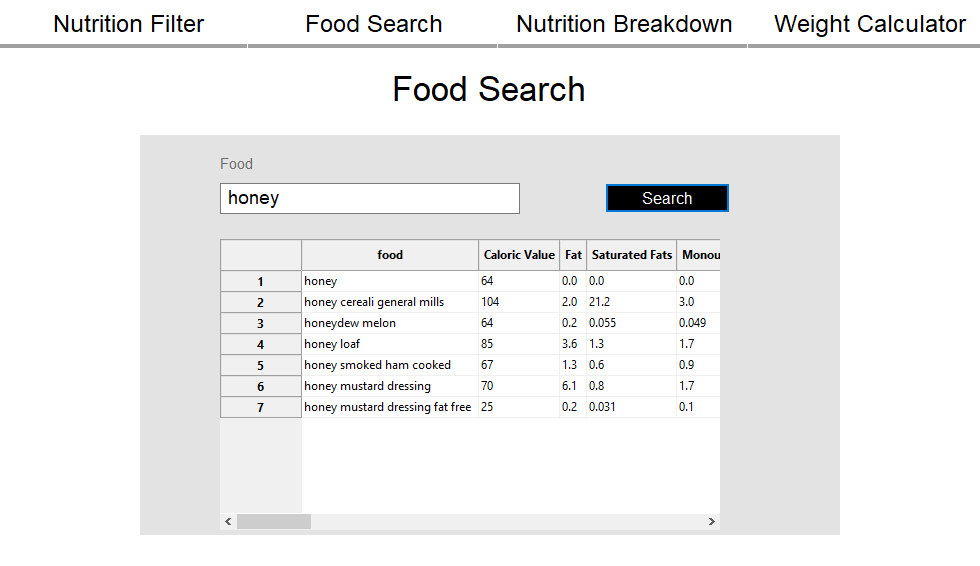 Nutrition Filter Food Search Nutrition Breakdown Weight Calculator
Food Search
Food
honey Search
food Caloric Value Fat Saturated Fats Monou
1 honey 64 0.0 0.0 0.0
2 honey cereali general mills 104 2.0 21.2 3.0
3 honeydew melon 64 0.2 0.055 0.049
4 honey loaf 85 3.6 1.3 1.7
5 honey smoked ham cooked 67 1.3 0.6 0.9
6 honey mustard dressing 70 6.1 0.8 1.7
7 honey mustard dressing fat free 25 0.2 0.031 0.1